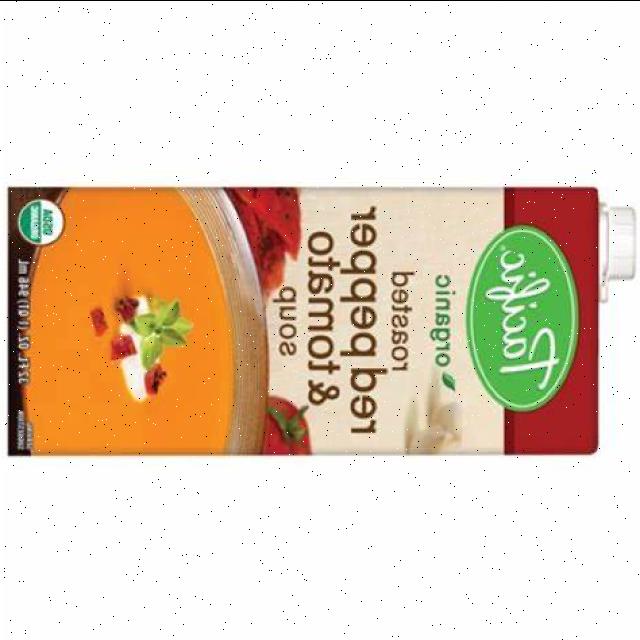 Pacific
organic
roasted
red pepper
& tomato
soup
USDA
ORGANIC
32 FL OZ (1 QT) 946 mL